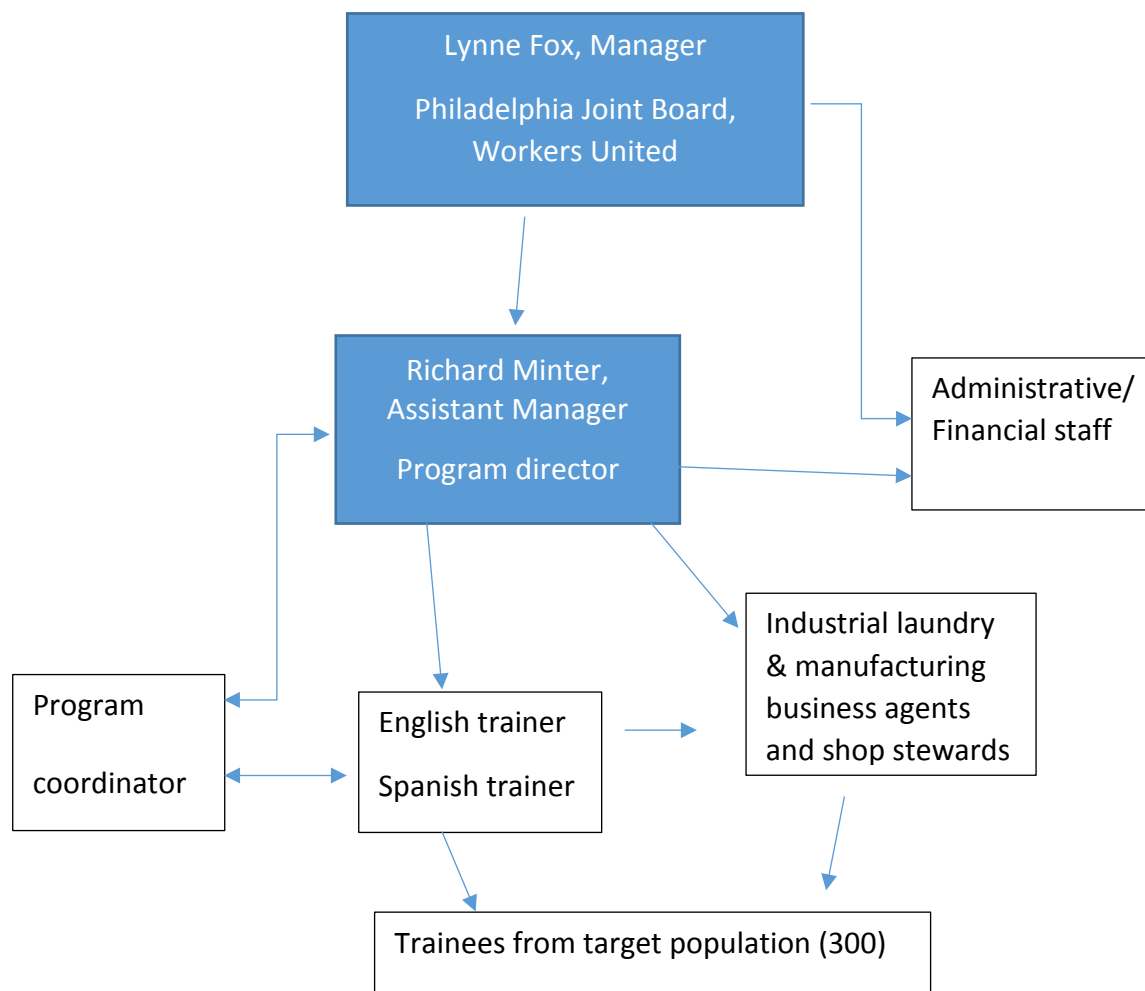 Lynne Fox, Manager
Philadelphia Joint Board,
Workers United
Richard Minter,
Assistant Manager
Program director
Administrative/
Financial staff
Industrial laundry
& manufacturing
business agents
and shop stewards
Program
coordinator
English trainer
Spanish trainer
Trainees from target population (300)